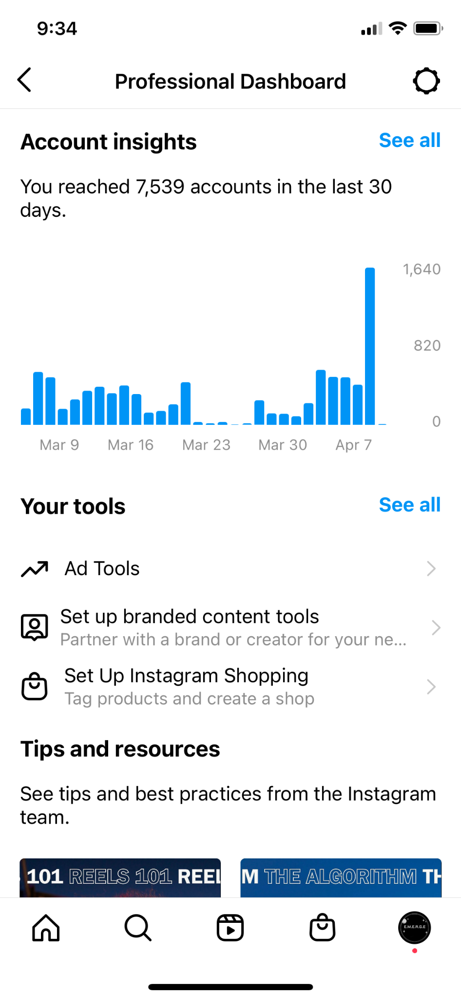 9:34
Professional Dashboard
Account insights
See all
You reached 7,539 accounts in the last 30
days.
1,640
820
0
Mar 9
Mar 16
Mar 23
Mar 30
Apr 7
Your tools
See all
Ad Tools
Set up branded content tools
Partner with a brand or creator for your ne...
Set Up Instagram Shopping
Tag products and create a shop
Tips and resources
See tips and best practices from the Instagram
team.
101 REELS 101 REEL
M THE ALGORITHM TH
E.M.E.R.G.E